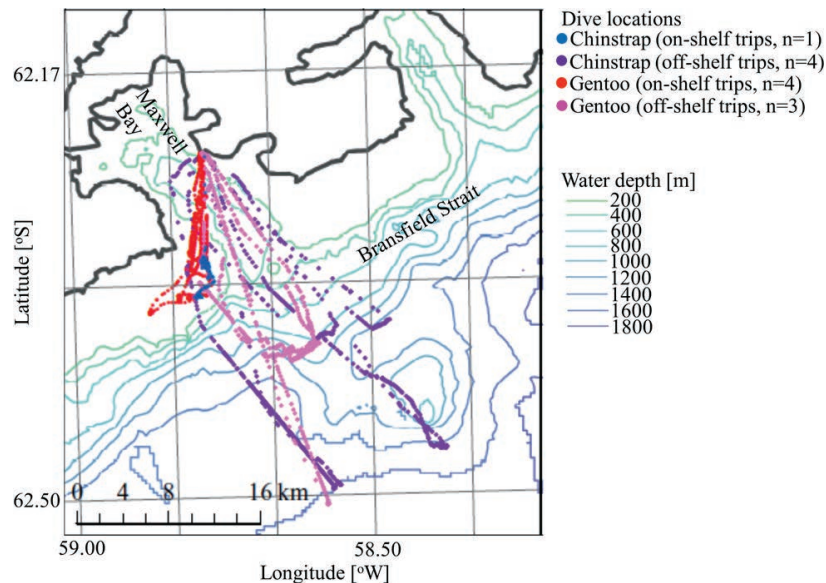 Dive locations
Chinstrap (on-shelf trips, n=1)
Chinstrap (off-shelf trips, n=4)
Gentoo (on-shelf trips, n=4)
Gentoo (off-shelf trips, n=3)
Water depth [m]
200
400
600
800
1000
1200
1400
1600
1800
62.17
Maxwell
Bay
Bransfield Strait
Latitude [ºS]
62.50
0 4 8 16 km
59.00 58.50
Longitude [ºW]